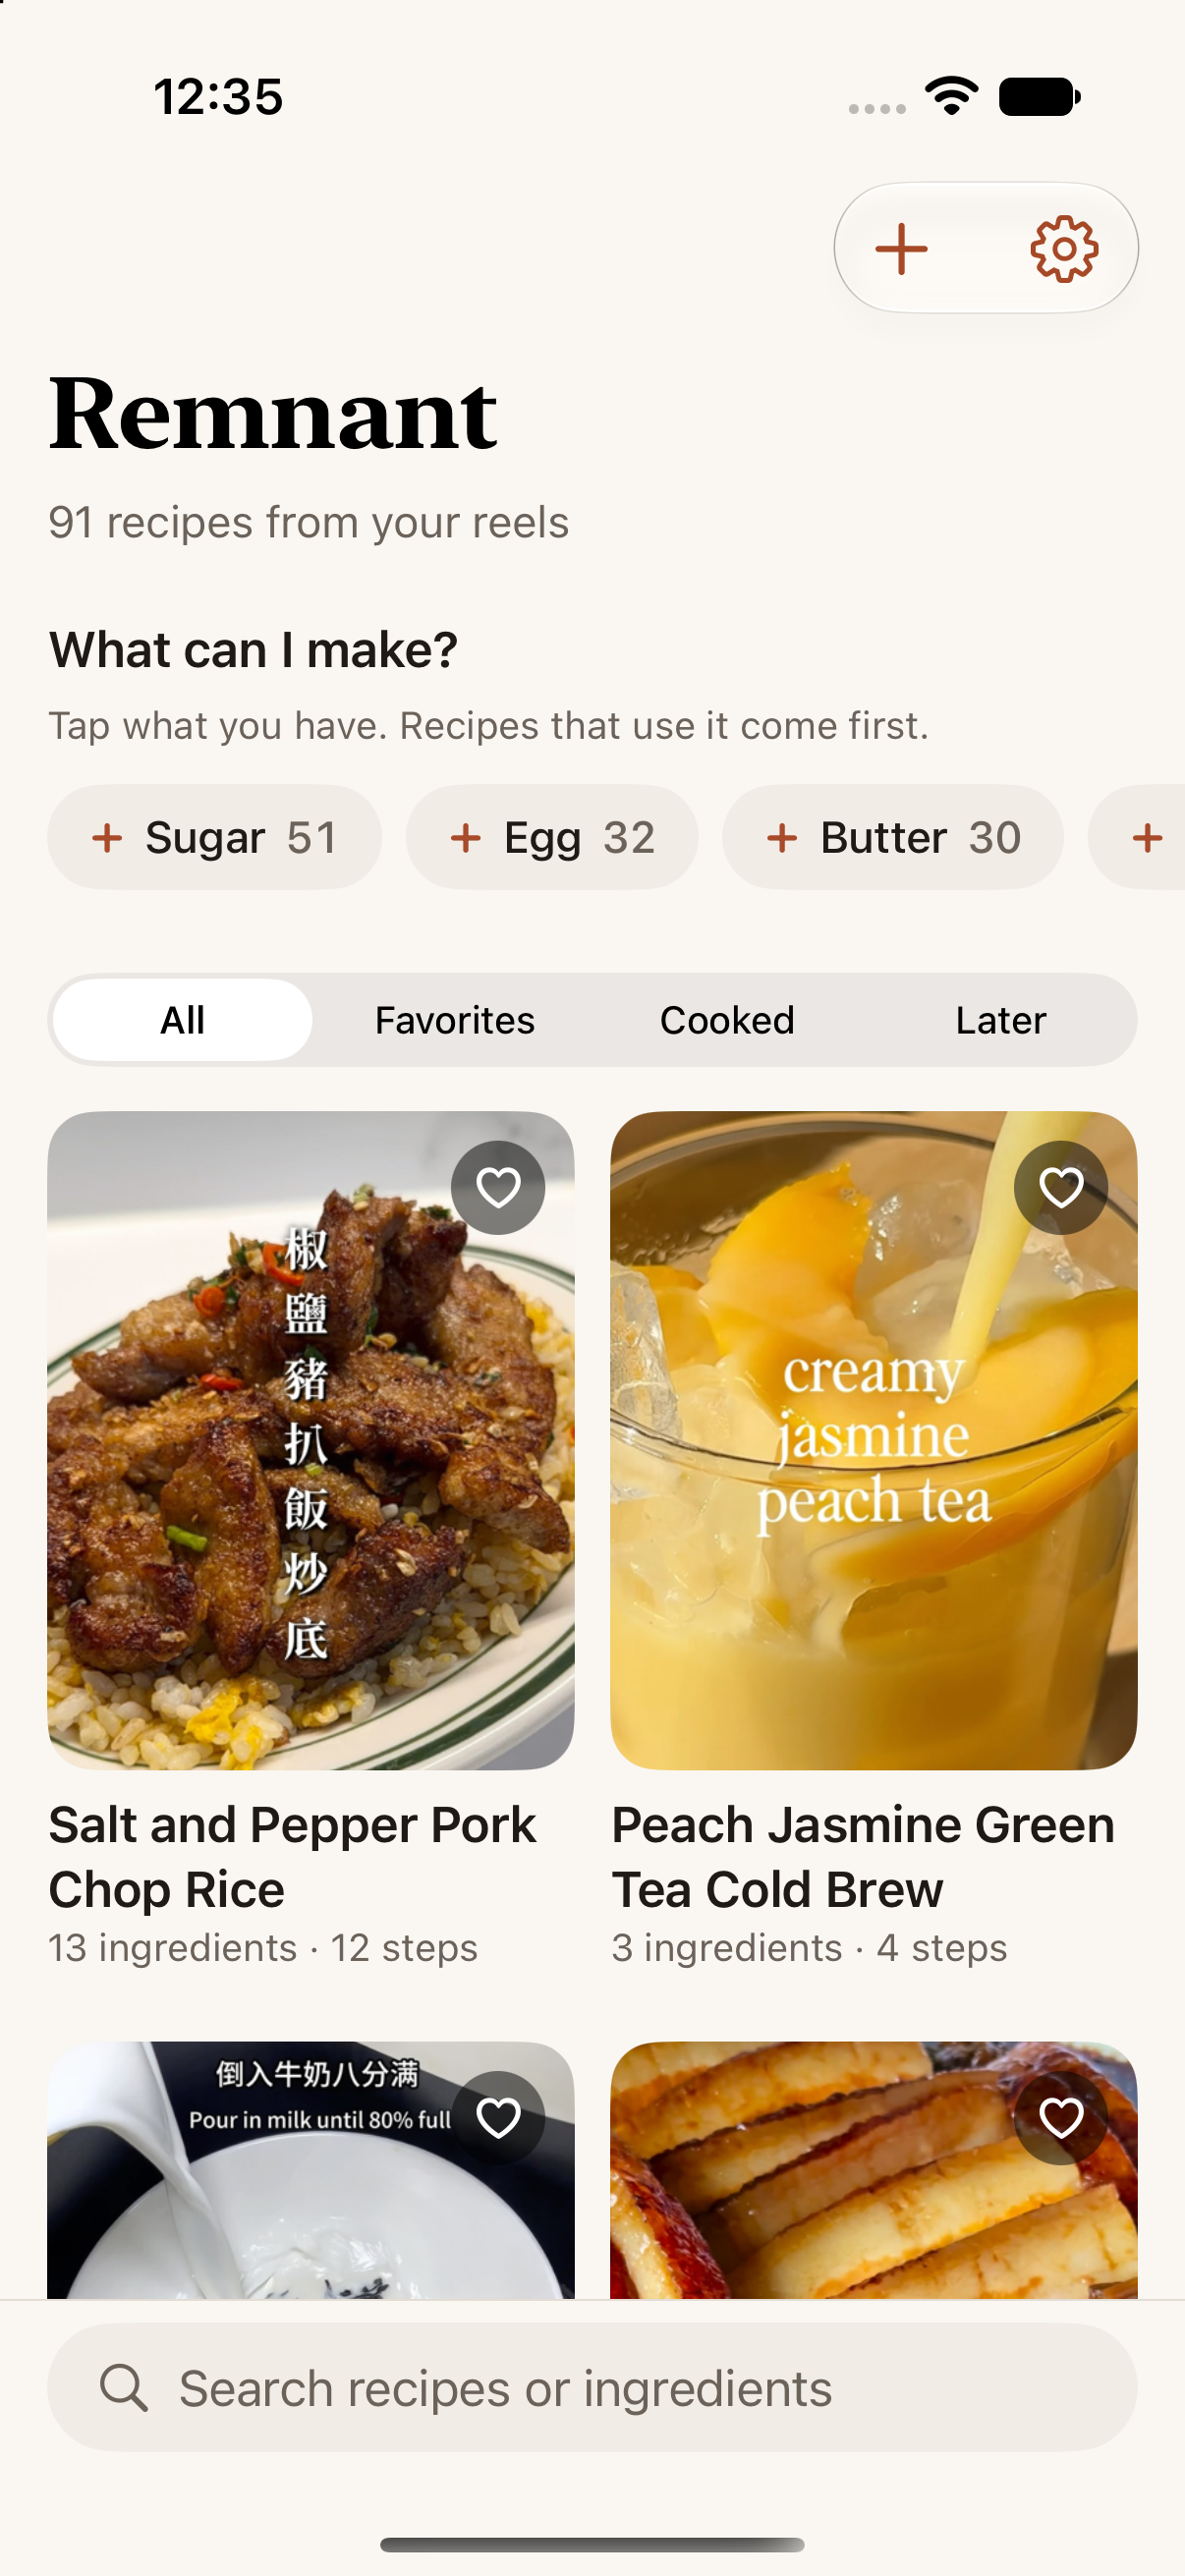 12:35
Remnant
91 recipes from your reels
What can I make?
Tap what you have. Recipes that use it come first.
Sugar 51
Egg 32
Butter 30
All
Favorites
Cooked
Later
椒鹽豬扒飯炒底
creamy
jasmine
peach tea
Salt and Pepper Pork
Chop Rice
13 ingredients · 12 steps
Peach Jasmine Green
Tea Cold Brew
3 ingredients · 4 steps
倒入牛奶八分满
Pour in milk until 80% full
Search recipes or ingredients